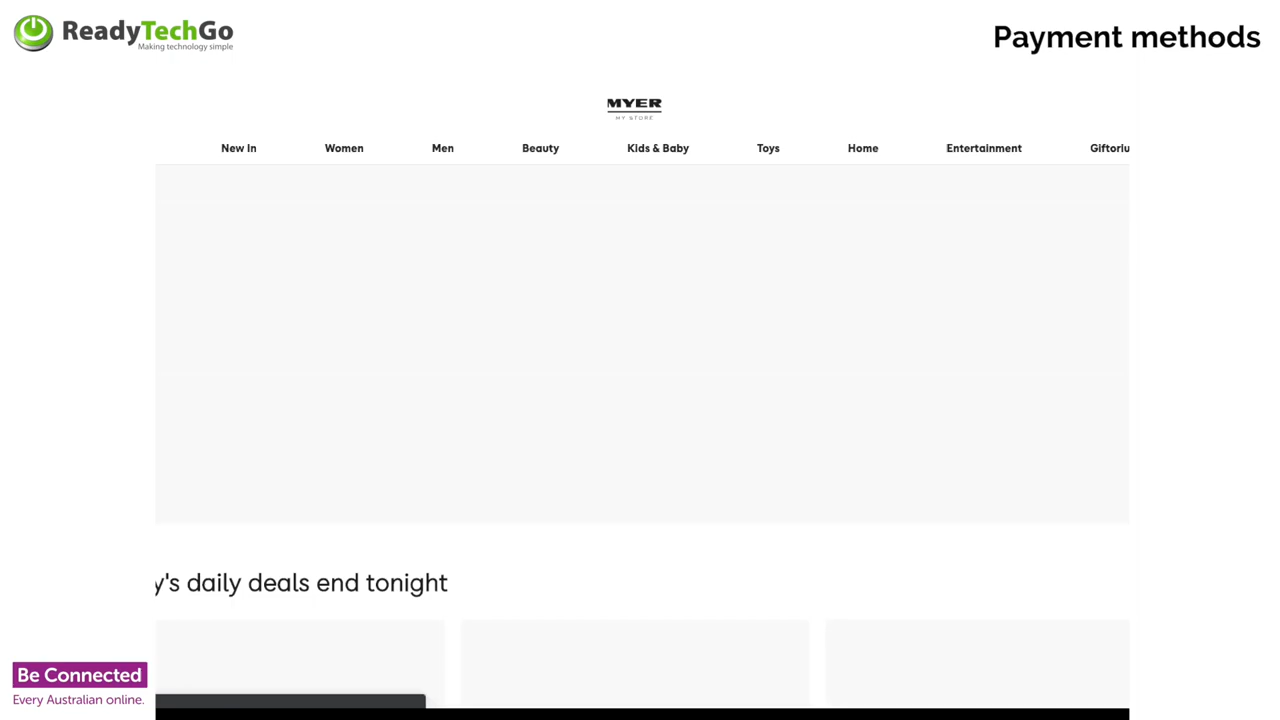 ReadyTechGo
Making technology simple
Payment methods
MYER
MY STORE
New In Women Men Beauty Kids & Baby Toys Home Entertainment Giftoriu
y's daily deals end tonight
Be Connected
Every Australian online.